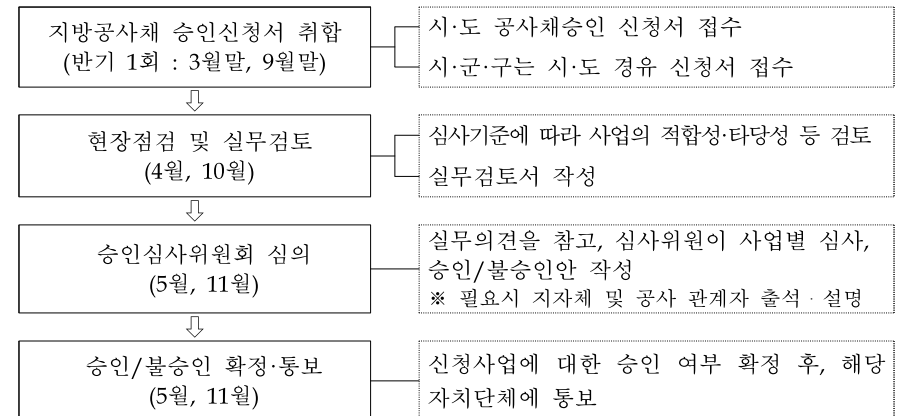 지방공사채 승인신청서 취합
(반기 1회 : 3월말, 9월말)
시·도 공사채승인 신청서 접수
시·군·구는 시·도 경유 신청서 접수
현장점검 및 실무검토
(4월, 10월)
심사기준에 따라 사업의 적합성·타당성 등 검토
실무검토서 작성
승인심사위원회 심의
(5월, 11월)
실무의견을 참고, 심사위원이 사업별 심사,
승인/불승인안 작성
※ 필요시 지자체 및 공사 관계자 출석·설명
승인/불승인 확정·통보
(5월, 11월)
신청사업에 대한 승인 여부 확정 후, 해당
자치단체에 통보